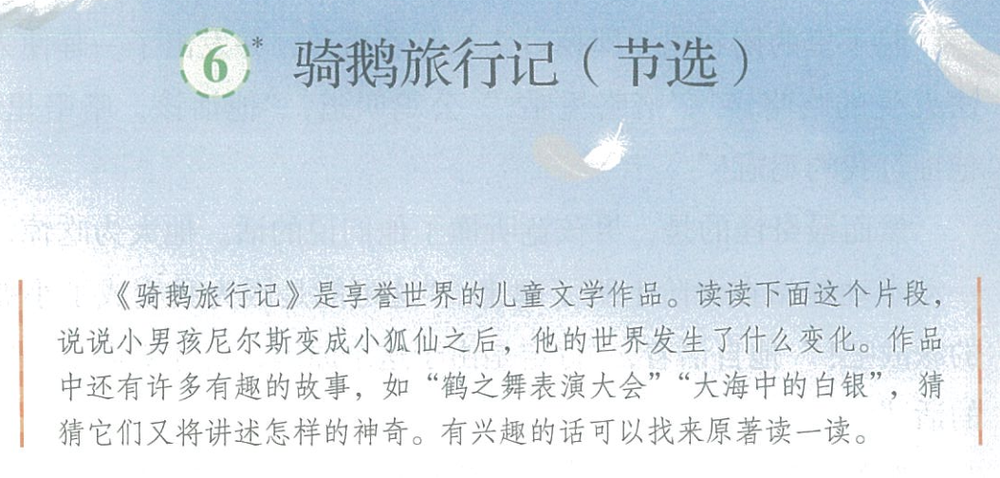 6* 骑鹅旅行记（节选）
《骑鹅旅行记》是享誉世界的儿童文学作品。读读下面这个片段，
说说小男孩尼尔斯变成小狐仙之后，他的世界发生了什么变化。作品
中还有许多有趣的故事，如“鹤之舞表演大会”“大海中的白银”，猜
猜它们又将讲述怎样的神奇。有兴趣的话可以找来原著读一读。